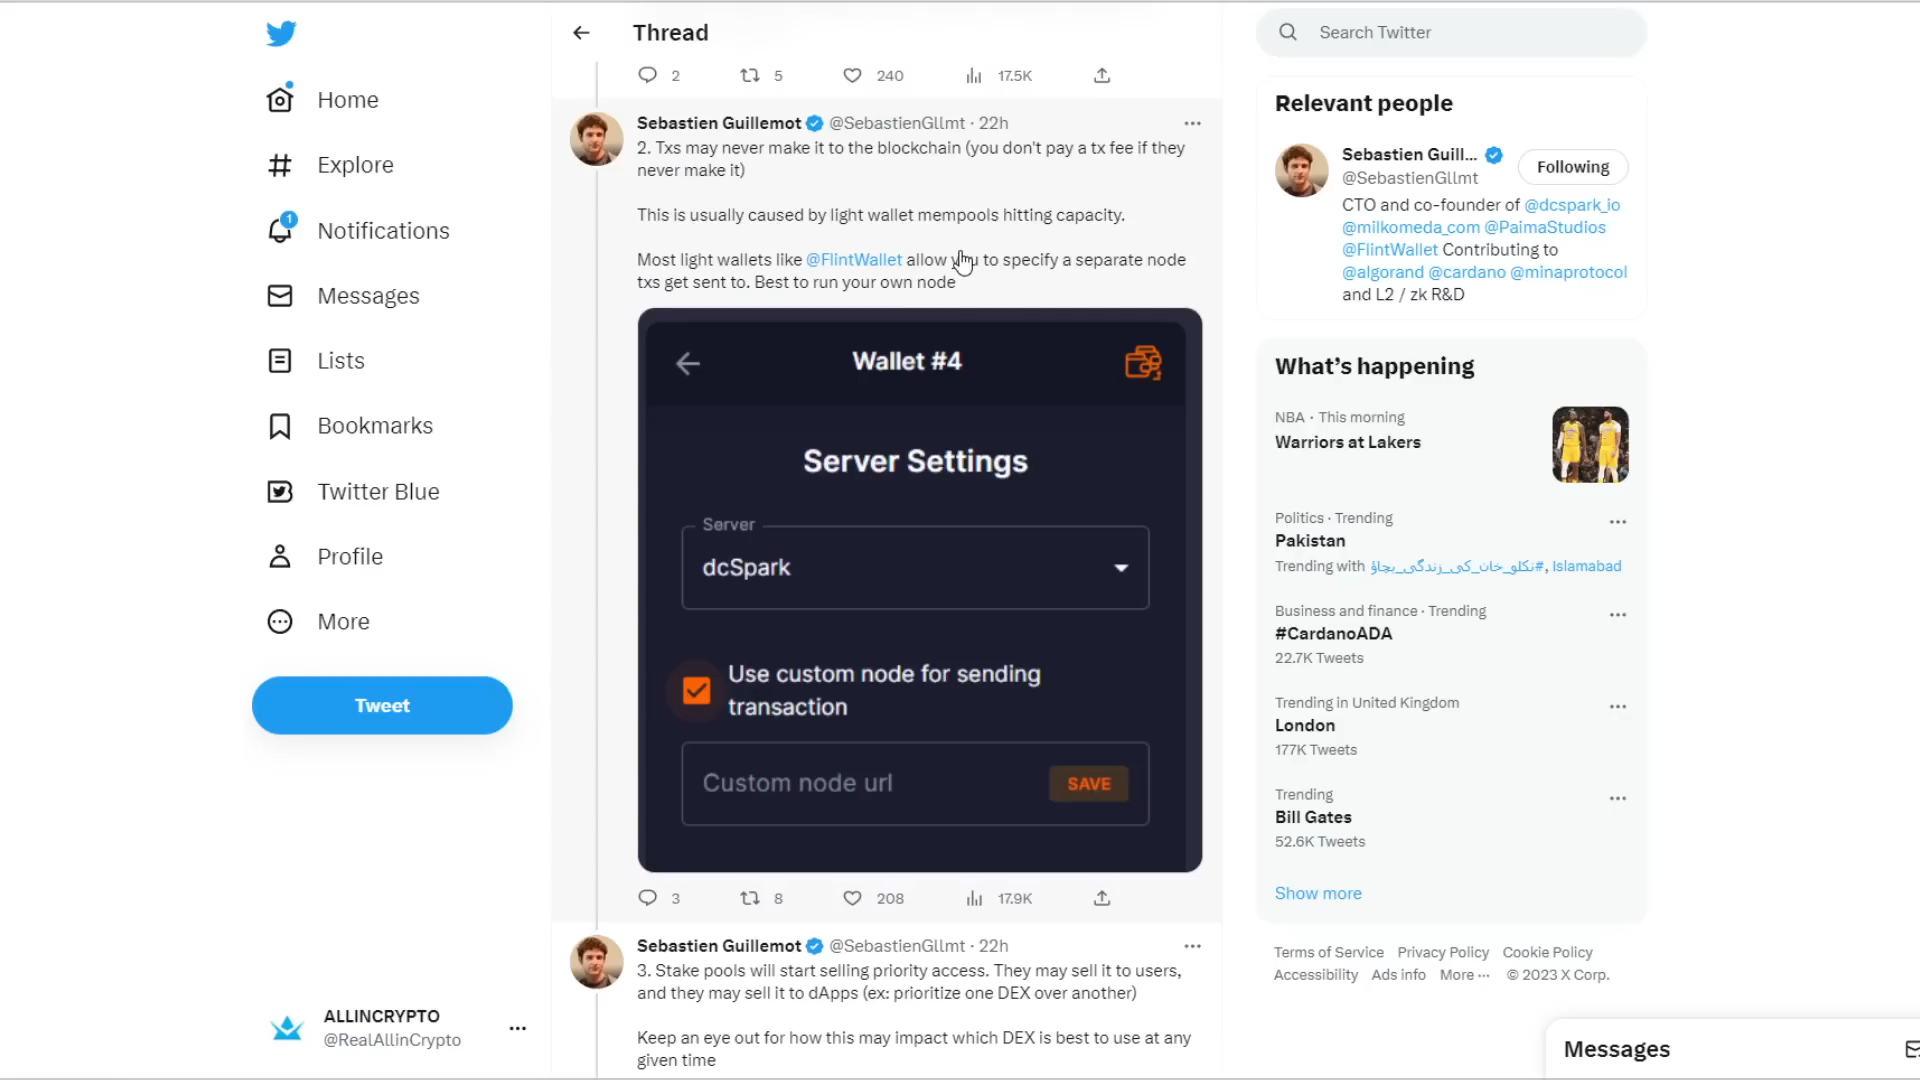 Thread
Search Twitter
Home
Explore
1
Notifications
Messages
Lists
Bookmarks
Twitter Blue
Profile
More
Tweet
ALLINCRYPTO
@RealAllinCrypto
2 5 240 17.5K
Sebastien Guillemot @SebastienGllmt · 22h
2. Txs may never make it to the blockchain (you don't pay a tx fee if they
never make it)
This is usually caused by light wallet mempools hitting capacity.
Most light wallets like @FlintWallet allow you to specify a separate node
txs get sent to. Best to run your own node
Wallet #4
Server Settings
Server
dcSpark
Use custom node for sending
transaction
Custom node url
SAVE
3 8 208 17.9K
Sebastien Guillemot @SebastienGllmt · 22h
3. Stake pools will start selling priority access. They may sell it to users,
and they may sell it to dApps (ex: prioritize one DEX over another)
Keep an eye out for how this may impact which DEX is best to use at any
given time
Relevant people
Sebastien Guill...
Following
@SebastienGllmt
CTO and co-founder of @dcspark_io
@milkomeda_com @PaimaStudios
@FlintWallet Contributing to
@algorand @cardano @minaprotocol
and L2 / zk R&D
What's happening
NBA · This morning
Warriors at Lakers
Politics · Trending
Pakistan
Trending with #نکلو_خان_کی_زندگی_بچاؤ, Islamabad
Business and finance · Trending
#CardanoADA
22.7K Tweets
Trending in United Kingdom
London
177K Tweets
Trending
Bill Gates
52.6K Tweets
Show more
Terms of Service Privacy Policy Cookie Policy
Accessibility Ads info More ··· © 2023 X Corp.
Messages